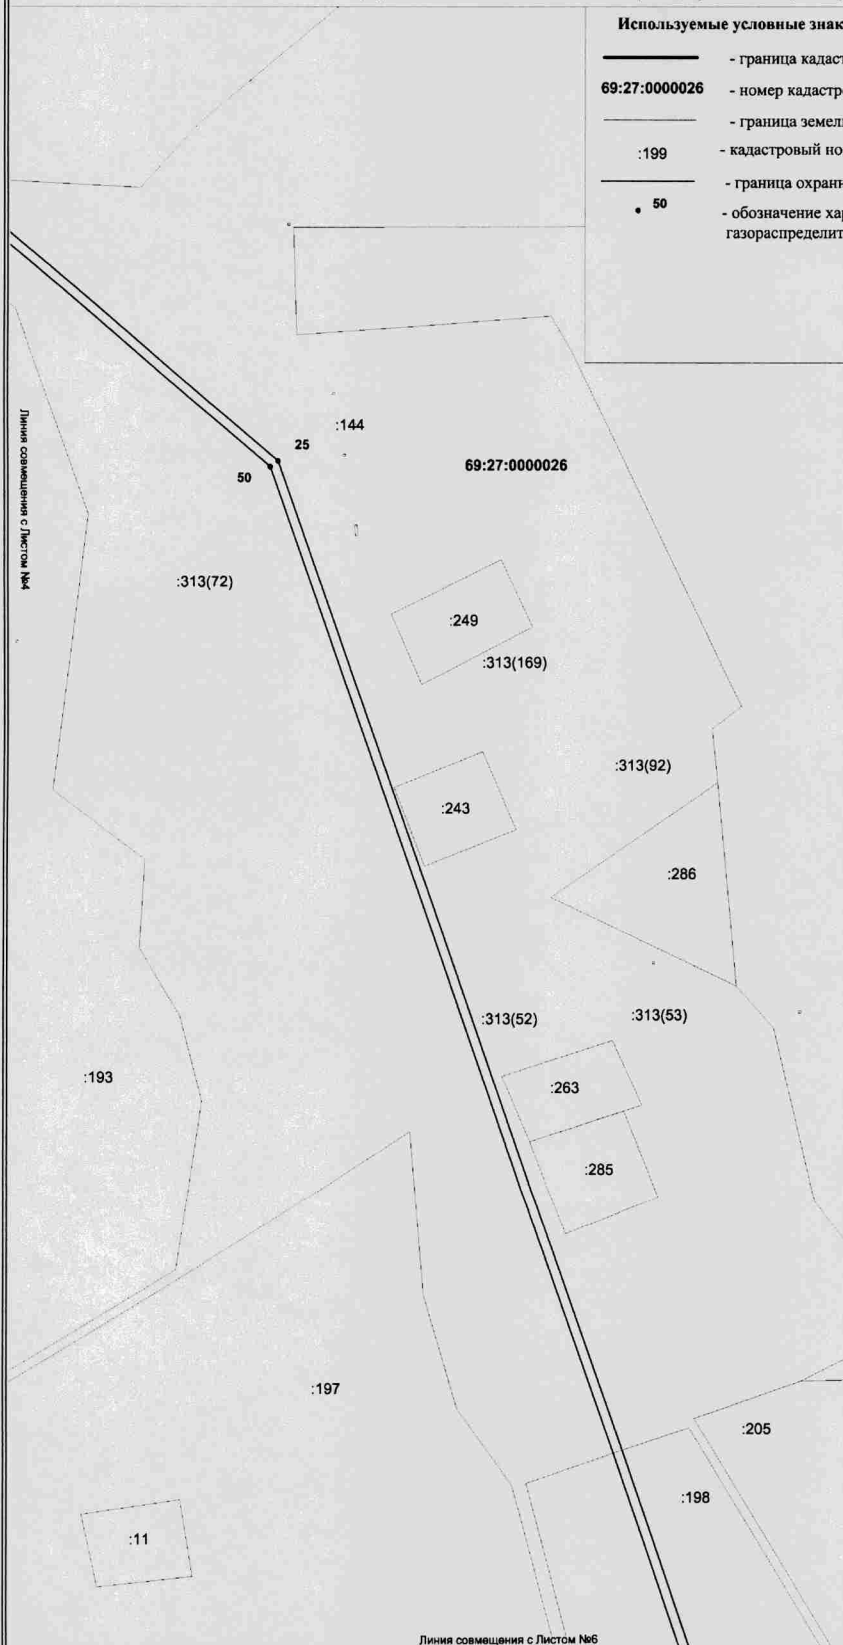 Используемые условные знак
- граница кадаст
69:27:0000026 - номер кадастр
- граница земел
:199 - кадастровый но
- граница охран
50 - обозначение ха
газораспределит
Линия совмещения с Листом №4
:144
25
50
69:27:0000026
:313(72)
:249
:313(169)
:313(92)
:243
:286
:313(52)
:313(53)
:193
:263
:285
:197
:205
:198
:11
Линия совмещения с Листом №6